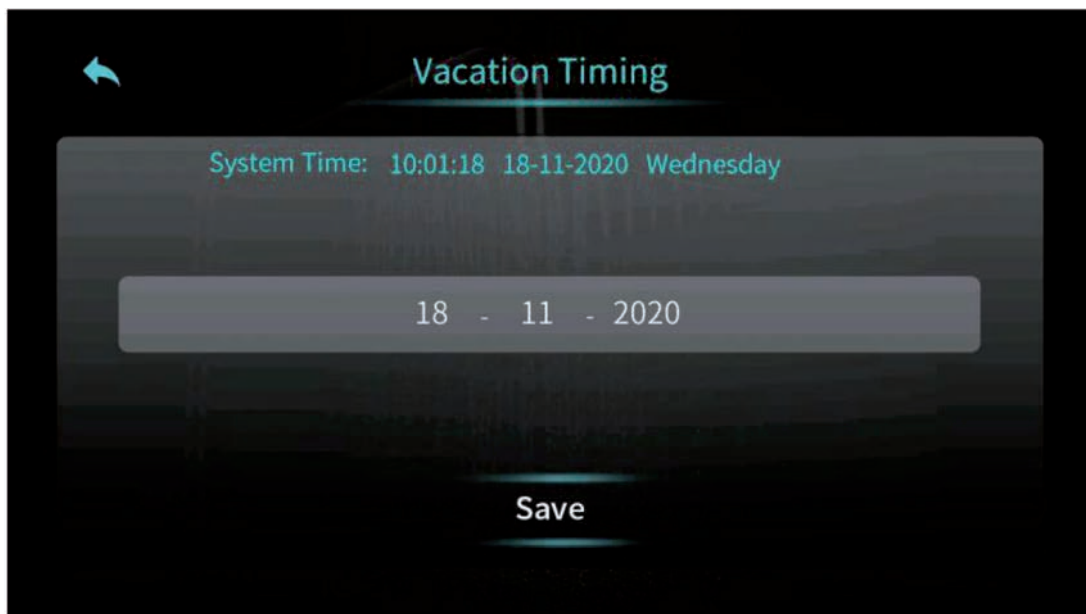 Vacation Timing
System Time: 10:01:18 18-11-2020 Wednesday
18 - 11 - 2020
Save